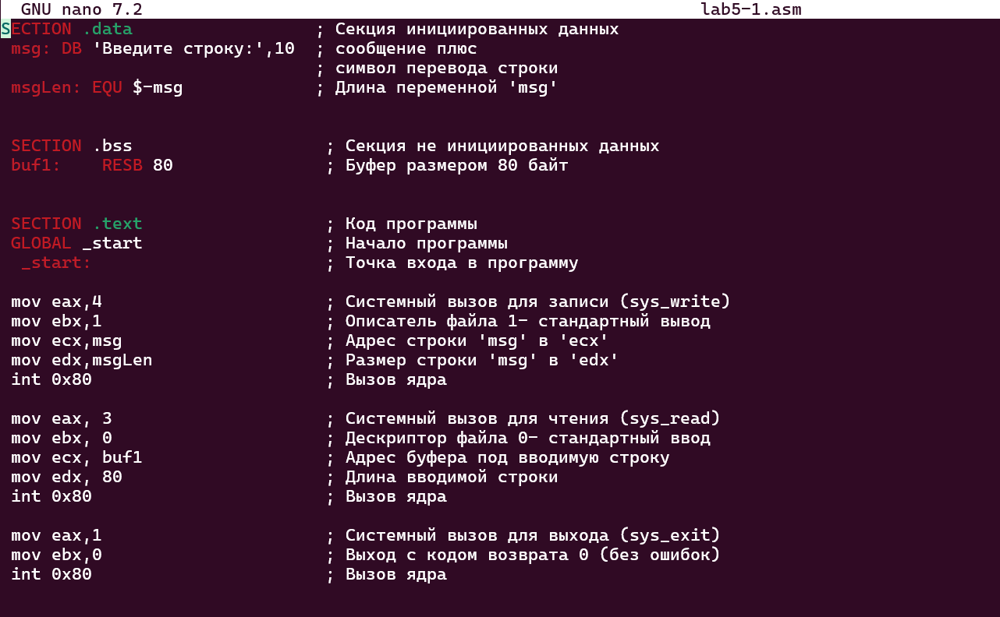 GNU nano 7.2 lab5-1.asm
SECTION .data ; Секция инициированных данных
msg: DB 'Введите строку:',10 ; сообщение плюс
; символ перевода строки
msgLen: EQU $-msg ; Длина переменной 'msg'
SECTION .bss ; Секция не инициированных данных
buf1: RESB 80 ; Буфер размером 80 байт
SECTION .text ; Код программы
GLOBAL _start ; Начало программы
_start: ; Точка входа в программу
mov eax,4 ; Системный вызов для записи (sys_write)
mov ebx,1 ; Описатель файла 1- стандартный вывод
mov ecx,msg ; Адрес строки 'msg' в 'ecx'
mov edx,msgLen ; Размер строки 'msg' в 'edx'
int 0x80 ; Вызов ядра
mov eax, 3 ; Системный вызов для чтения (sys_read)
mov ebx, 0 ; Дескриптор файла 0- стандартный ввод
mov ecx, buf1 ; Адрес буфера под вводимую строку
mov edx, 80 ; Длина вводимой строки
int 0x80 ; Вызов ядра
mov eax,1 ; Системный вызов для выхода (sys_exit)
mov ebx,0 ; Выход с кодом возврата 0 (без ошибок)
int 0x80 ; Вызов ядра